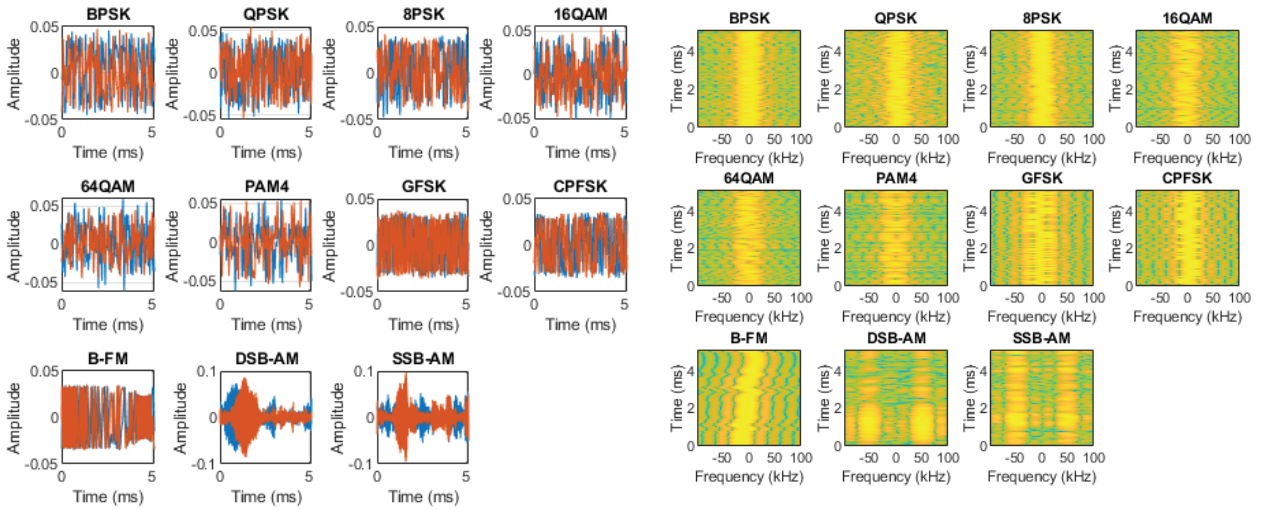 BPSK QPSK 8PSK 16QAM
Amplitude 0.05 0 -0.05 0 5 Time (ms)
Amplitude 0.05 0 -0.05 0 5 Time (ms)
Amplitude 0.05 0 -0.05 0 5 Time (ms)
Amplitude 0.05 0 -0.05 0 5 Time (ms)
64QAM PAM4 GFSK CPFSK
Amplitude 0.05 0 -0.05 0 5 Time (ms)
Amplitude 0.05 0 -0.05 0 5 Time (ms)
Amplitude 0.05 0 -0.05 0 5 Time (ms)
Amplitude 0.05 0 -0.05 0 5 Time (ms)
B-FM DSB-AM SSB-AM
Amplitude 0.05 0 -0.05 0 5 Time (ms)
Amplitude 0.1 0 -0.1 0 5 Time (ms)
Amplitude 0.1 0 -0.1 0 5 Time (ms)
BPSK QPSK 8PSK 16QAM
Time (ms) 4 2 0 -50 0 50 100 Frequency (kHz)
Time (ms) 4 2 0 -50 0 50 100 Frequency (kHz)
Time (ms) 4 2 0 -50 0 50 100 Frequency (kHz)
Time (ms) 4 2 0 -50 0 50 100 Frequency (kHz)
64QAM PAM4 GFSK CPFSK
Time (ms) 4 2 0 -50 0 50 100 Frequency (kHz)
Time (ms) 4 2 0 -50 0 50 100 Frequency (kHz)
Time (ms) 4 2 0 -50 0 50 100 Frequency (kHz)
Time (ms) 4 2 0 -50 0 50 100 Frequency (kHz)
B-FM DSB-AM SSB-AM
Time (ms) 4 2 0 -50 0 50 100 Frequency (kHz)
Time (ms) 4 2 0 -50 0 50 100 Frequency (kHz)
Time (ms) 4 2 0 -50 0 50 100 Frequency (kHz)